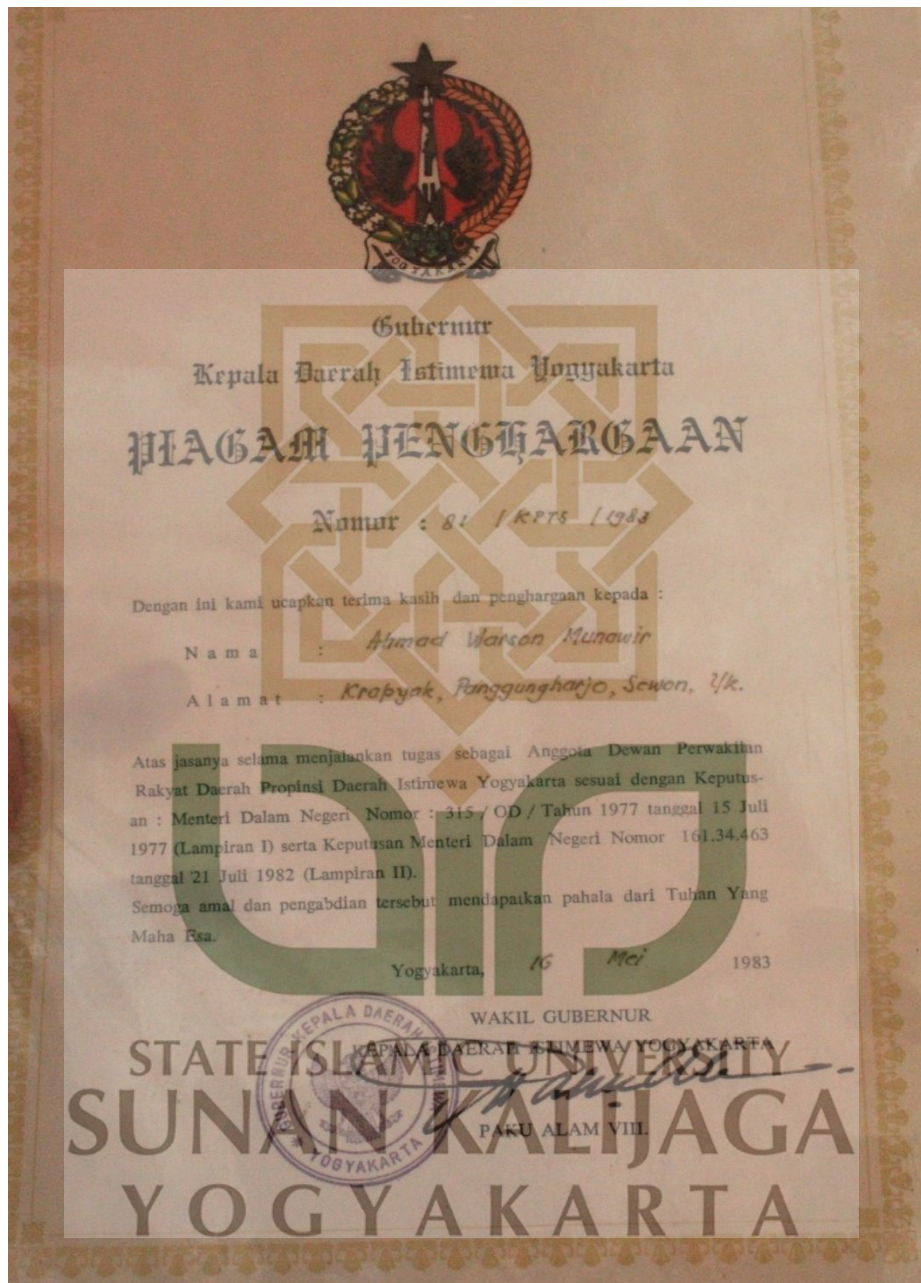 YOGYAKARTA
Gubernur
Kepala Daerah Istimewa Yogyakarta
PIAGAM PENGHARGAAN
Nomor : 81 / KPTS / 1983
Dengan ini kami ucapkan terima kasih dan penghargaan kepada :
Nama : Ahmad Warson Munawir
Alamat : Krapyak, Panggungharjo, Sewon,
Atas jasanya selama menjalankan tugas sebagai Anggota Dewan Perwakilan
Rakyat Daerah Propinsi Daerah Istimewa Yogyakarta sesuai dengan Keputus-
an : Menteri Dalam Negeri Nomor : 315 / OD / Tahun 1977 tanggal 15 Juli
1977 (Lampiran I) serta Keputusan Menteri Dalam Negeri Nomor 161.34.463
tanggal 21 Juli 1982 (Lampiran II).
Semoga amal dan pengabdian tersebut mendapatkan pahala dari Tuhan Yang
Maha Esa.
Yogyakarta, 16 Mei 1983
WAKIL GUBERNUR
KEPALA DAERAH ISTIMEWA YOGYAKARTA
PAKU ALAM VIII.
GUBERNUR KEPALA DAERAH ISTIMEWA
YOGYAKARTA
STATE ISLAMIC UNIVERSITY
SUNAN KALIJAGA
YOGYAKARTA